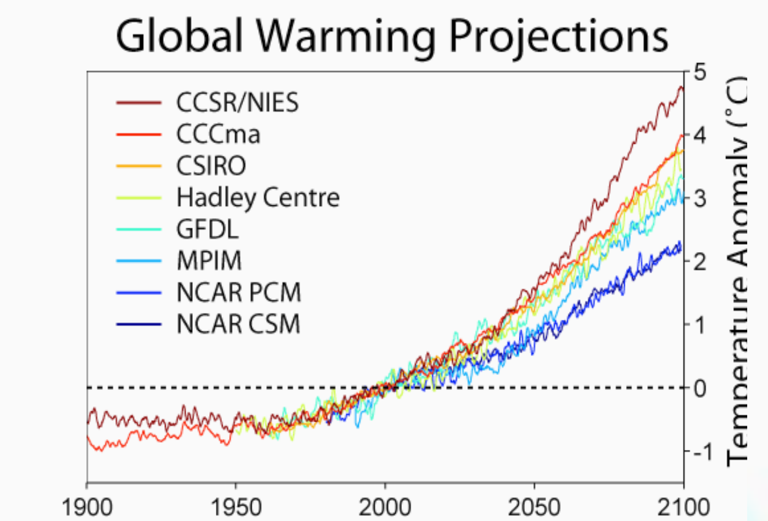 Global Warming Projections
CCSR/NIES
CCCma
CSIRO
Hadley Centre
GFDL
MPIM
NCAR PCM
NCAR CSM
5
4
3
2
1
0
-1
Temperature Anomaly (°C)
1900 1950 2000 2050 2100